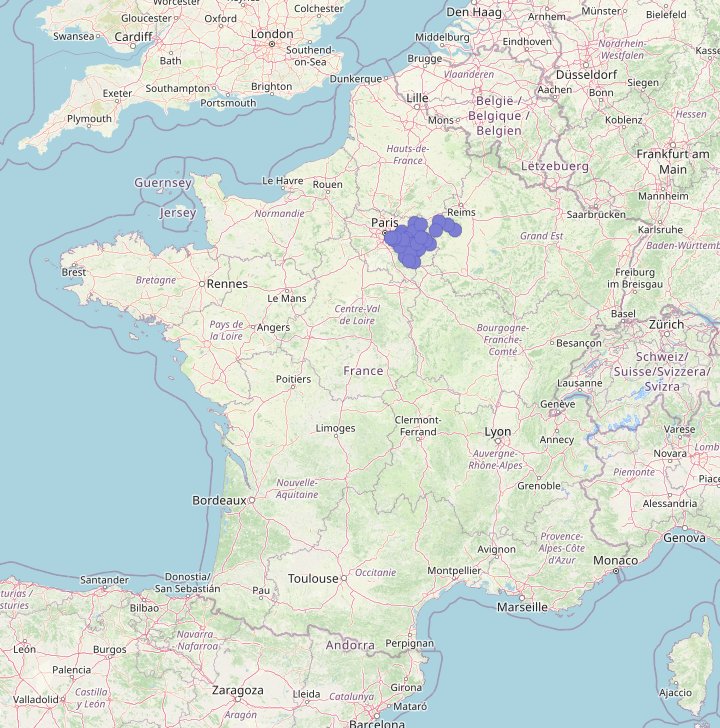 Worcester
Gloucester
Colchester
Den Haag
Arnhem
Münster
Bielefeld
Oxford
Swansea
Cardiff
London
Middelburg
Eindhoven
Nordrhein-
Westfalen
Southend-
on-Sea
Bath
Brugge
Vlaanderen
Düsseldorf
Dunkerque
Aachen
Siegen
Exeter
Southampton
Brighton
Portsmouth
Lille
België /
Belgique /
Belgien
Bonn
Plymouth
Mons
Koblenz
Hessen
Hauts-de-
France
Frankfurt am
Main
Lëtzebuerg
Guernsey
Le Havre
Rouen
Mannheim
Jersey
Normandie
Reims
Saarbrücken
Paris
Karlsruhe
Grand Est
Baden-Württemb
Brest
Bretagne
Rennes
Freiburg
im Breisgau
Le Mans
Centre-Val
de Loire
Basel
Zürich
Pays de
la Loire
Angers
Bourgogne-
Franche-
Comté
Besançon
Schweiz/
Suisse/Svizzera/
Svizra
France
Poitiers
Lausanne
Genève
Limoges
Clermont-
Ferrand
Lyon
Annecy
Varese
Novara
Lomb
Auvergne-
Rhône-Alpes
Piemonte
Piace
Nouvelle-
Aquitaine
Grenoble
Bordeaux
Alessandria
Genova
Provence-
Alpes-Côte
d'Azur
Avignon
Monaco
Santander
Donostia/
San Sebastián
Toulouse
Occitanie
Montpellier
turias /
sturies
Bilbao
Pau
Marseille
Navarra
Nafarroa
Andorra
Perpignan
León
Burgos
Palencia
Girona
Ajaccio
Valladolid
Castilla
y León
Zaragoza
Lleida
Catalunya
Mataró
Aragón
Barcelona